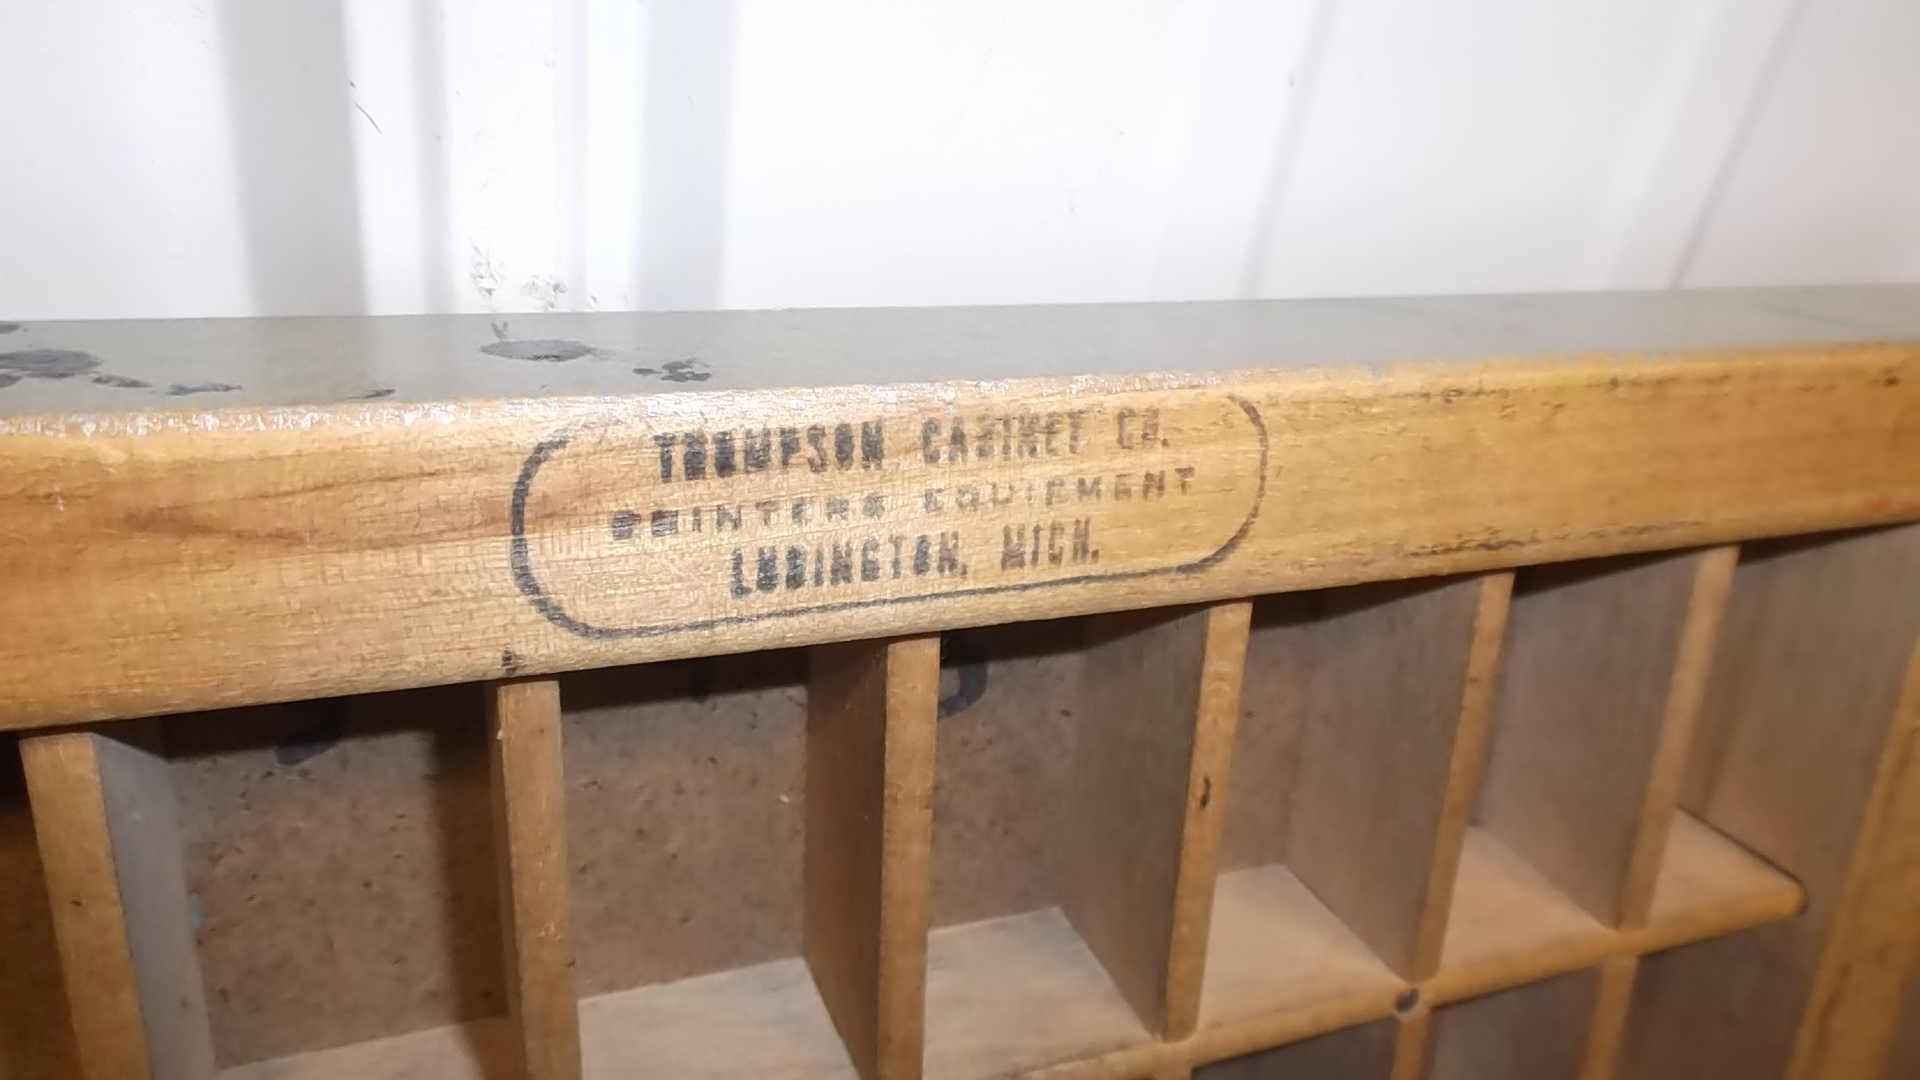 THOMPSON CABINET CO.
PRINTERS EQUIPMENT
LUDINGTON, MICH.